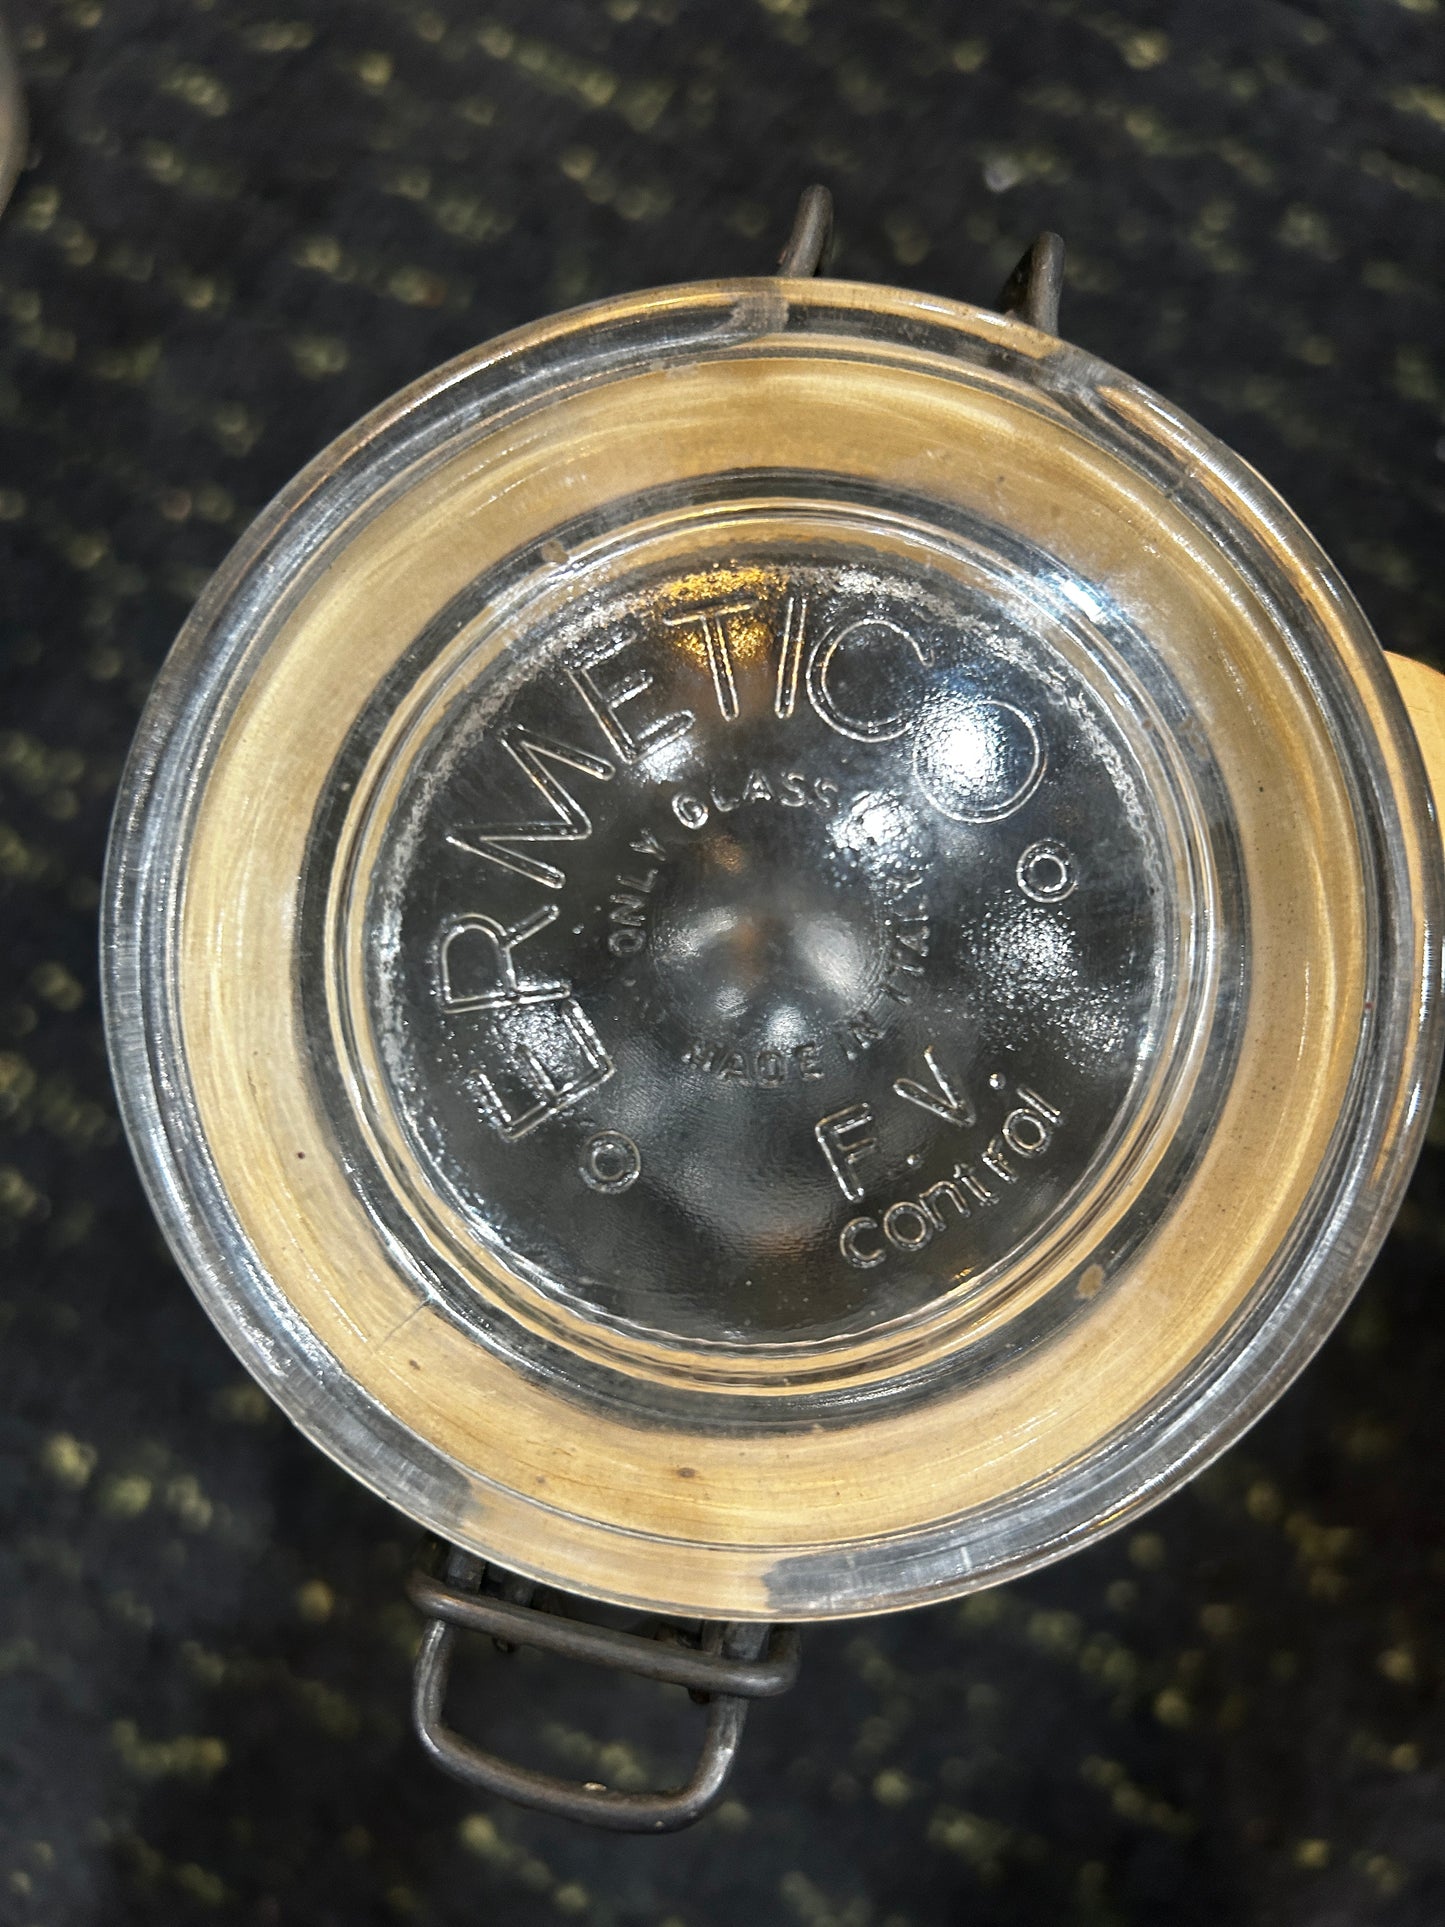 ERMETICO
ONLY GLASS
MADE IN ITALY
F.V.
control